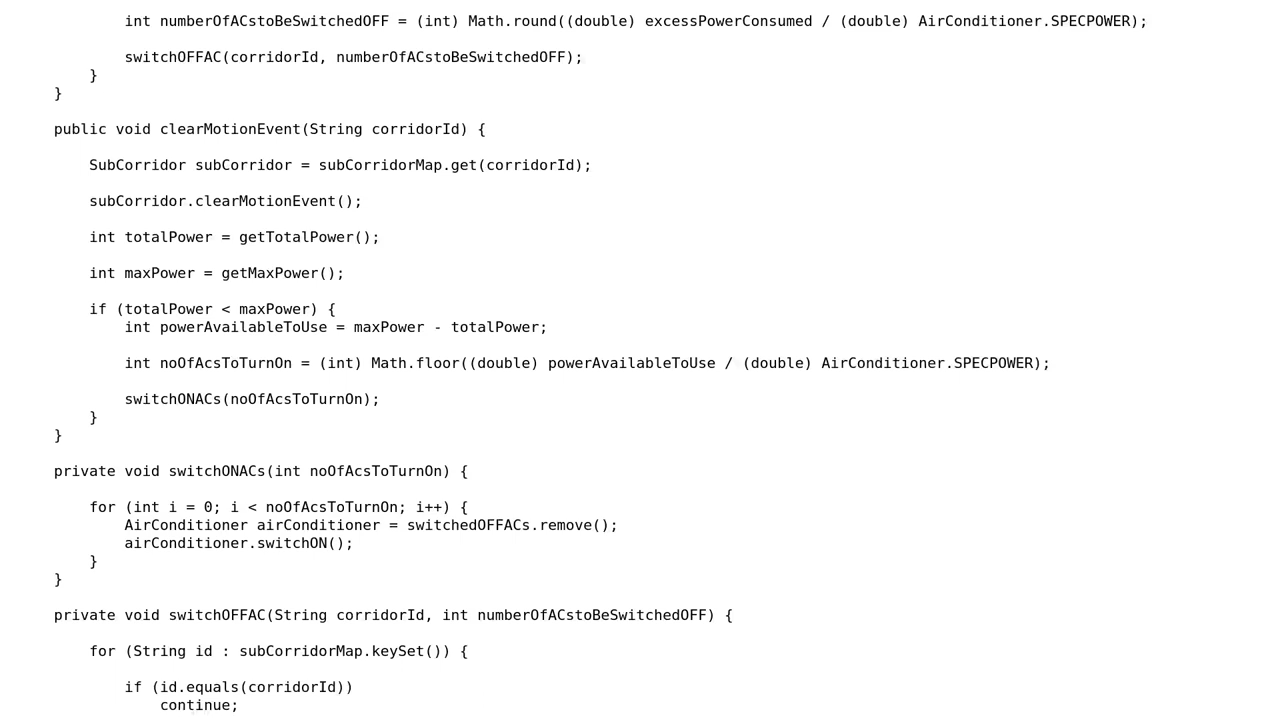 int numberOfACstoBeSwitchedOFF = (int) Math.round((double) excessPowerConsumed / (double) AirConditioner.SPECPOWER);
switchOFFAC(corridorId, numberOfACstoBeSwitchedOFF);
}
}
public void clearMotionEvent(String corridorId) {
SubCorridor subCorridor = subCorridorMap.get(corridorId);
subCorridor.clearMotionEvent();
int totalPower = getTotalPower();
int maxPower = getMaxPower();
if (totalPower < maxPower) {
int powerAvailableToUse = maxPower - totalPower;
int noOfAcsToTurnOn = (int) Math.floor((double) powerAvailableToUse / (double) AirConditioner.SPECPOWER);
switchONACs(noOfAcsToTurnOn);
}
}
private void switchONACs(int noOfAcsToTurnOn) {
for (int i = 0; i < noOfAcsToTurnOn; i++) {
AirConditioner airConditioner = switchedOFFACs.remove();
airConditioner.switchON();
}
}
private void switchOFFAC(String corridorId, int numberOfACstoBeSwitchedOFF) {
for (String id : subCorridorMap.keySet()) {
if (id.equals(corridorId))
continue;